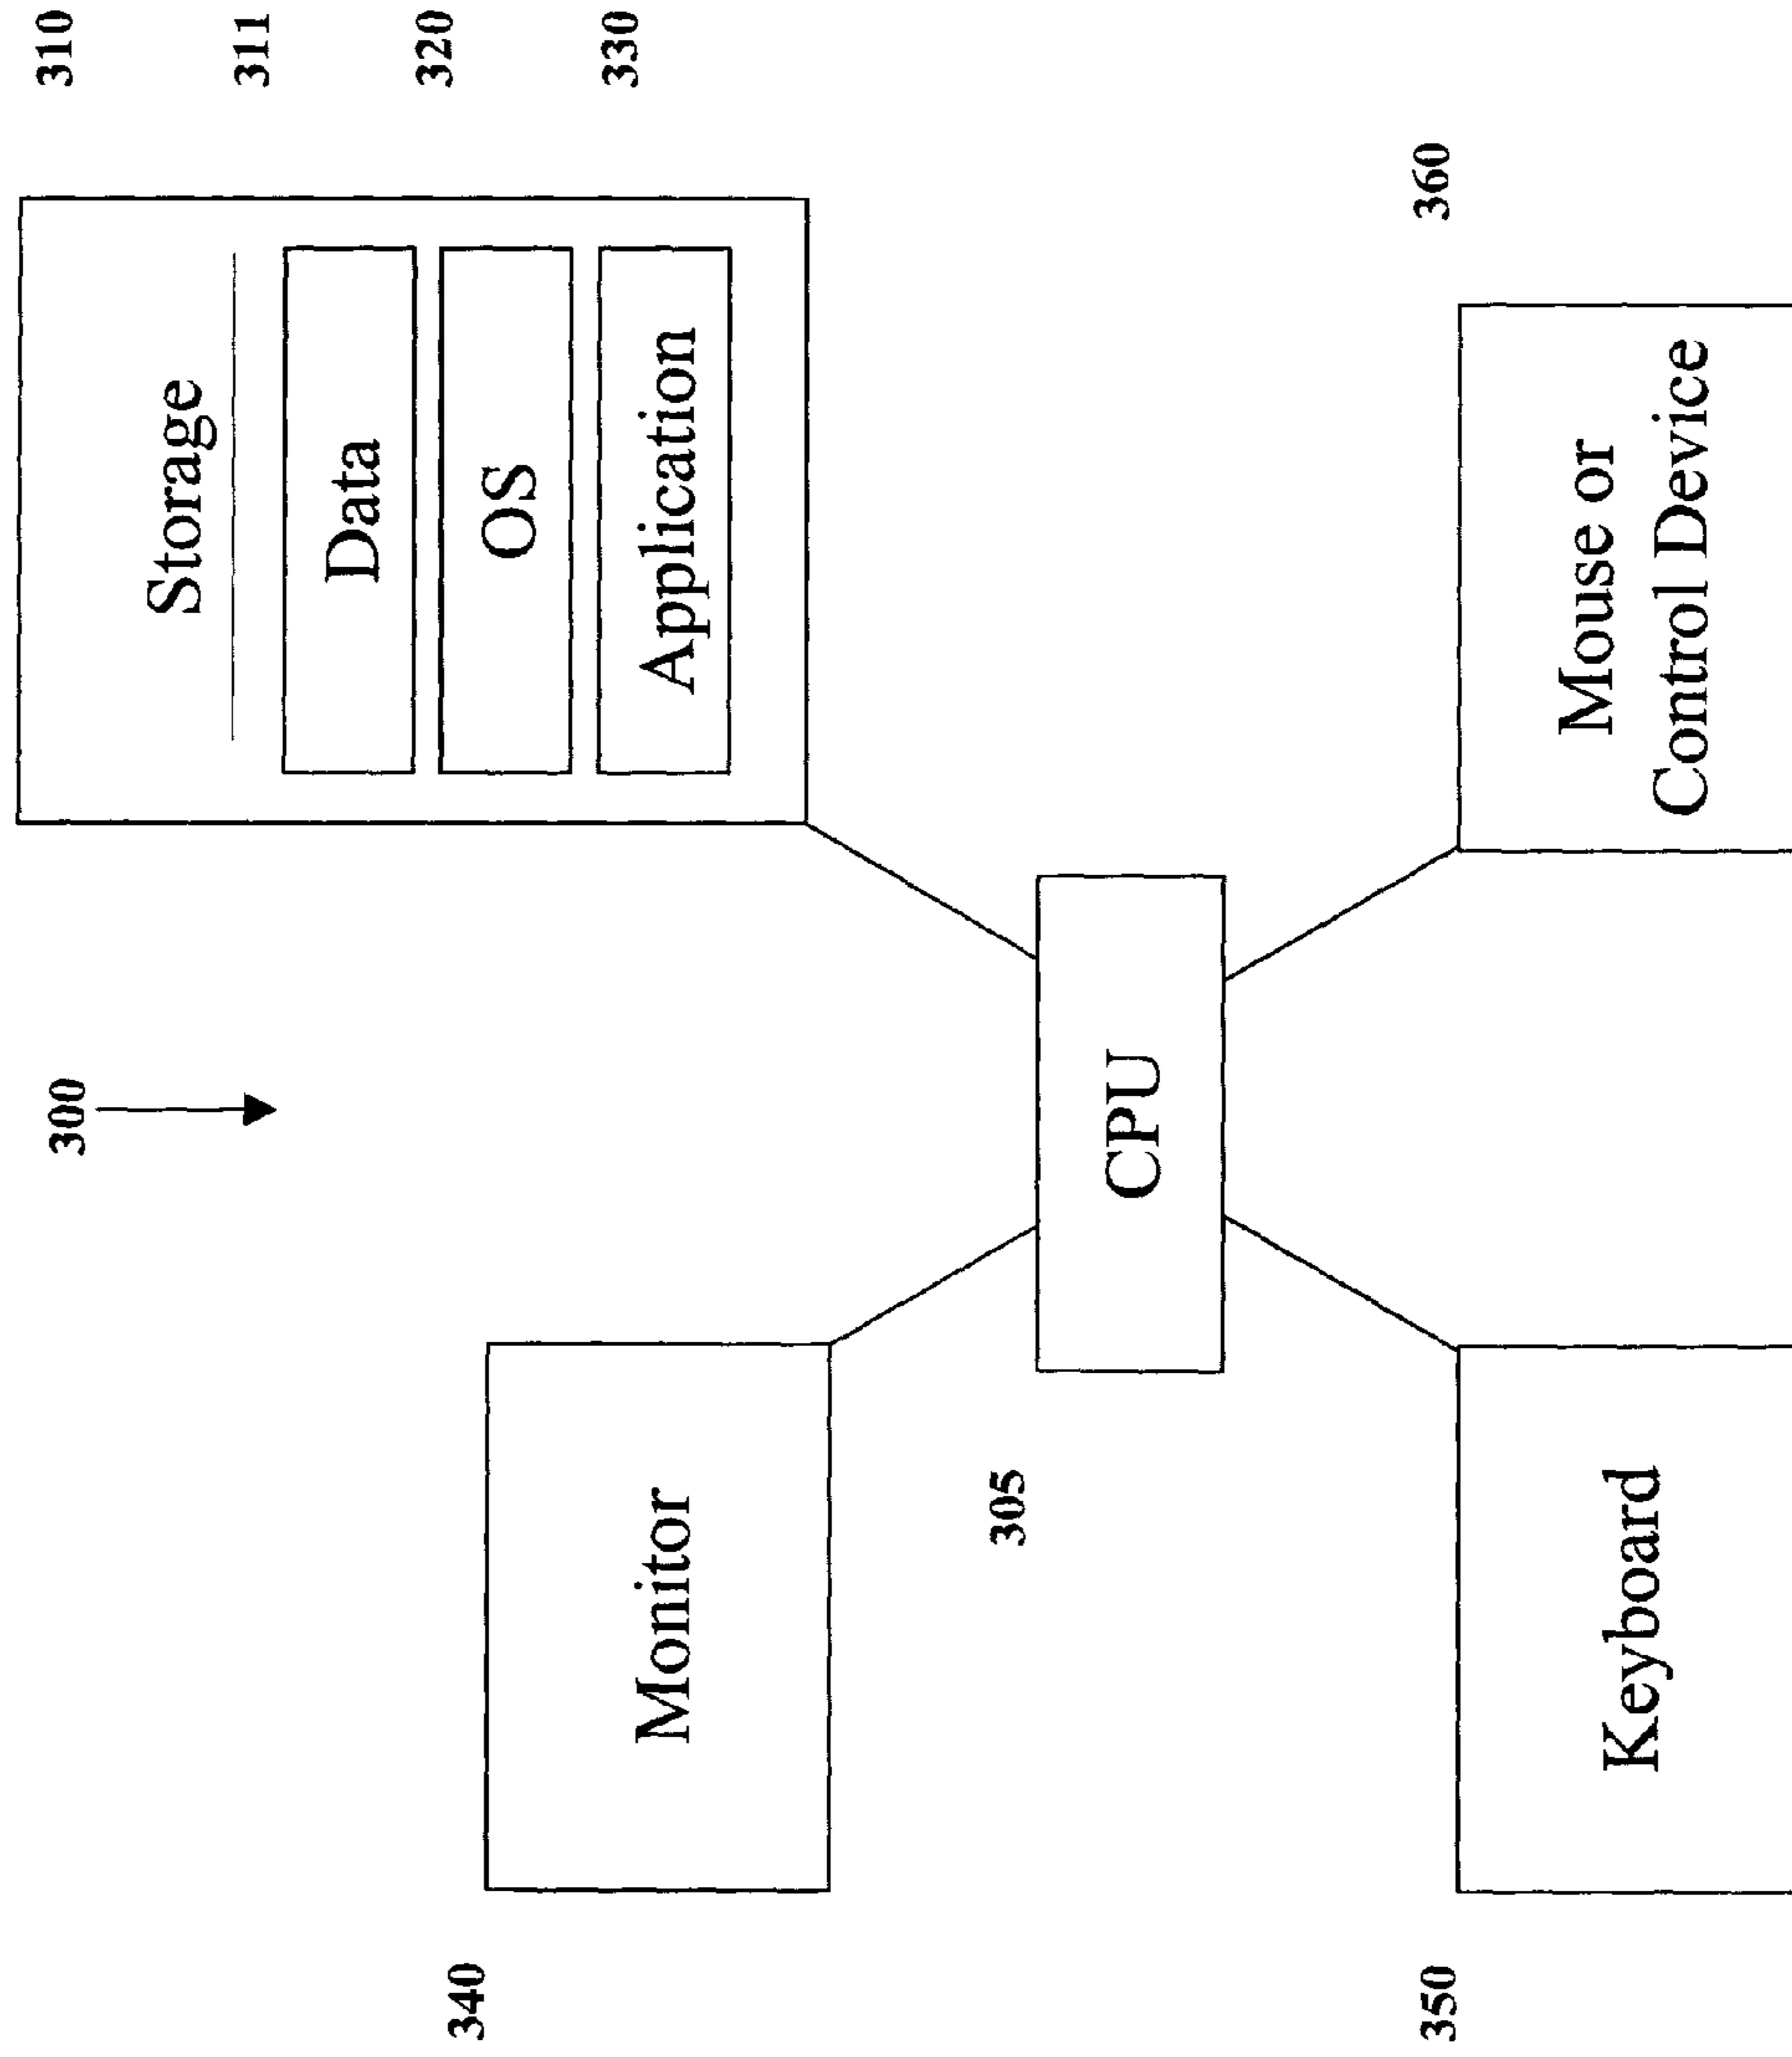 300
310
Storage
311
Data
320
OS
330
Application
340
Monitor
305
CPU
350
Keyboard
360
Mouse or
Control Device